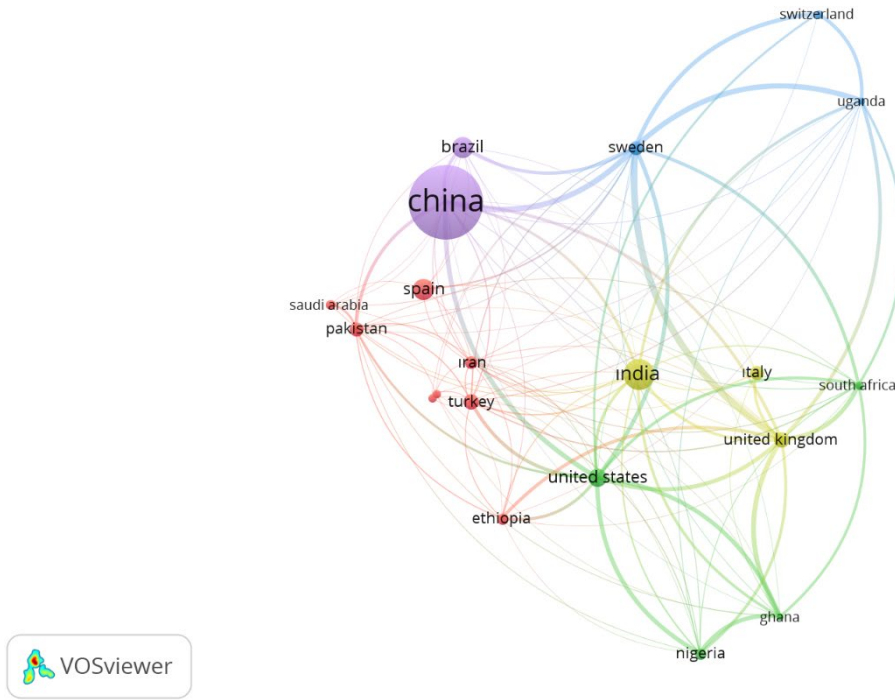 switzerland
uganda
brazil
sweden
china
spain
saudi arabia
pakistan
iran
india
italy
turkey
south africa
united kingdom
united states
ethiopia
ghana
nigeria
VOSviewer